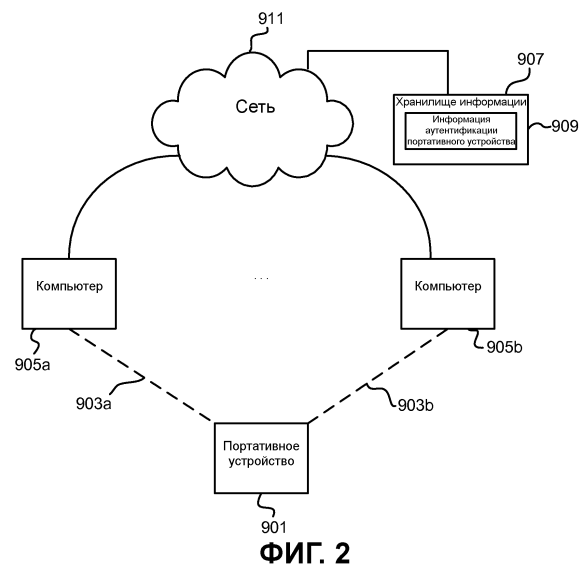 911
907
Сеть
Хранилище информации
Информация
аутентификации
портативного устройства
909
Компьютер
. . .
Компьютер
905a
905b
903a
903b
Портативное
устройство
901
ФИГ. 2